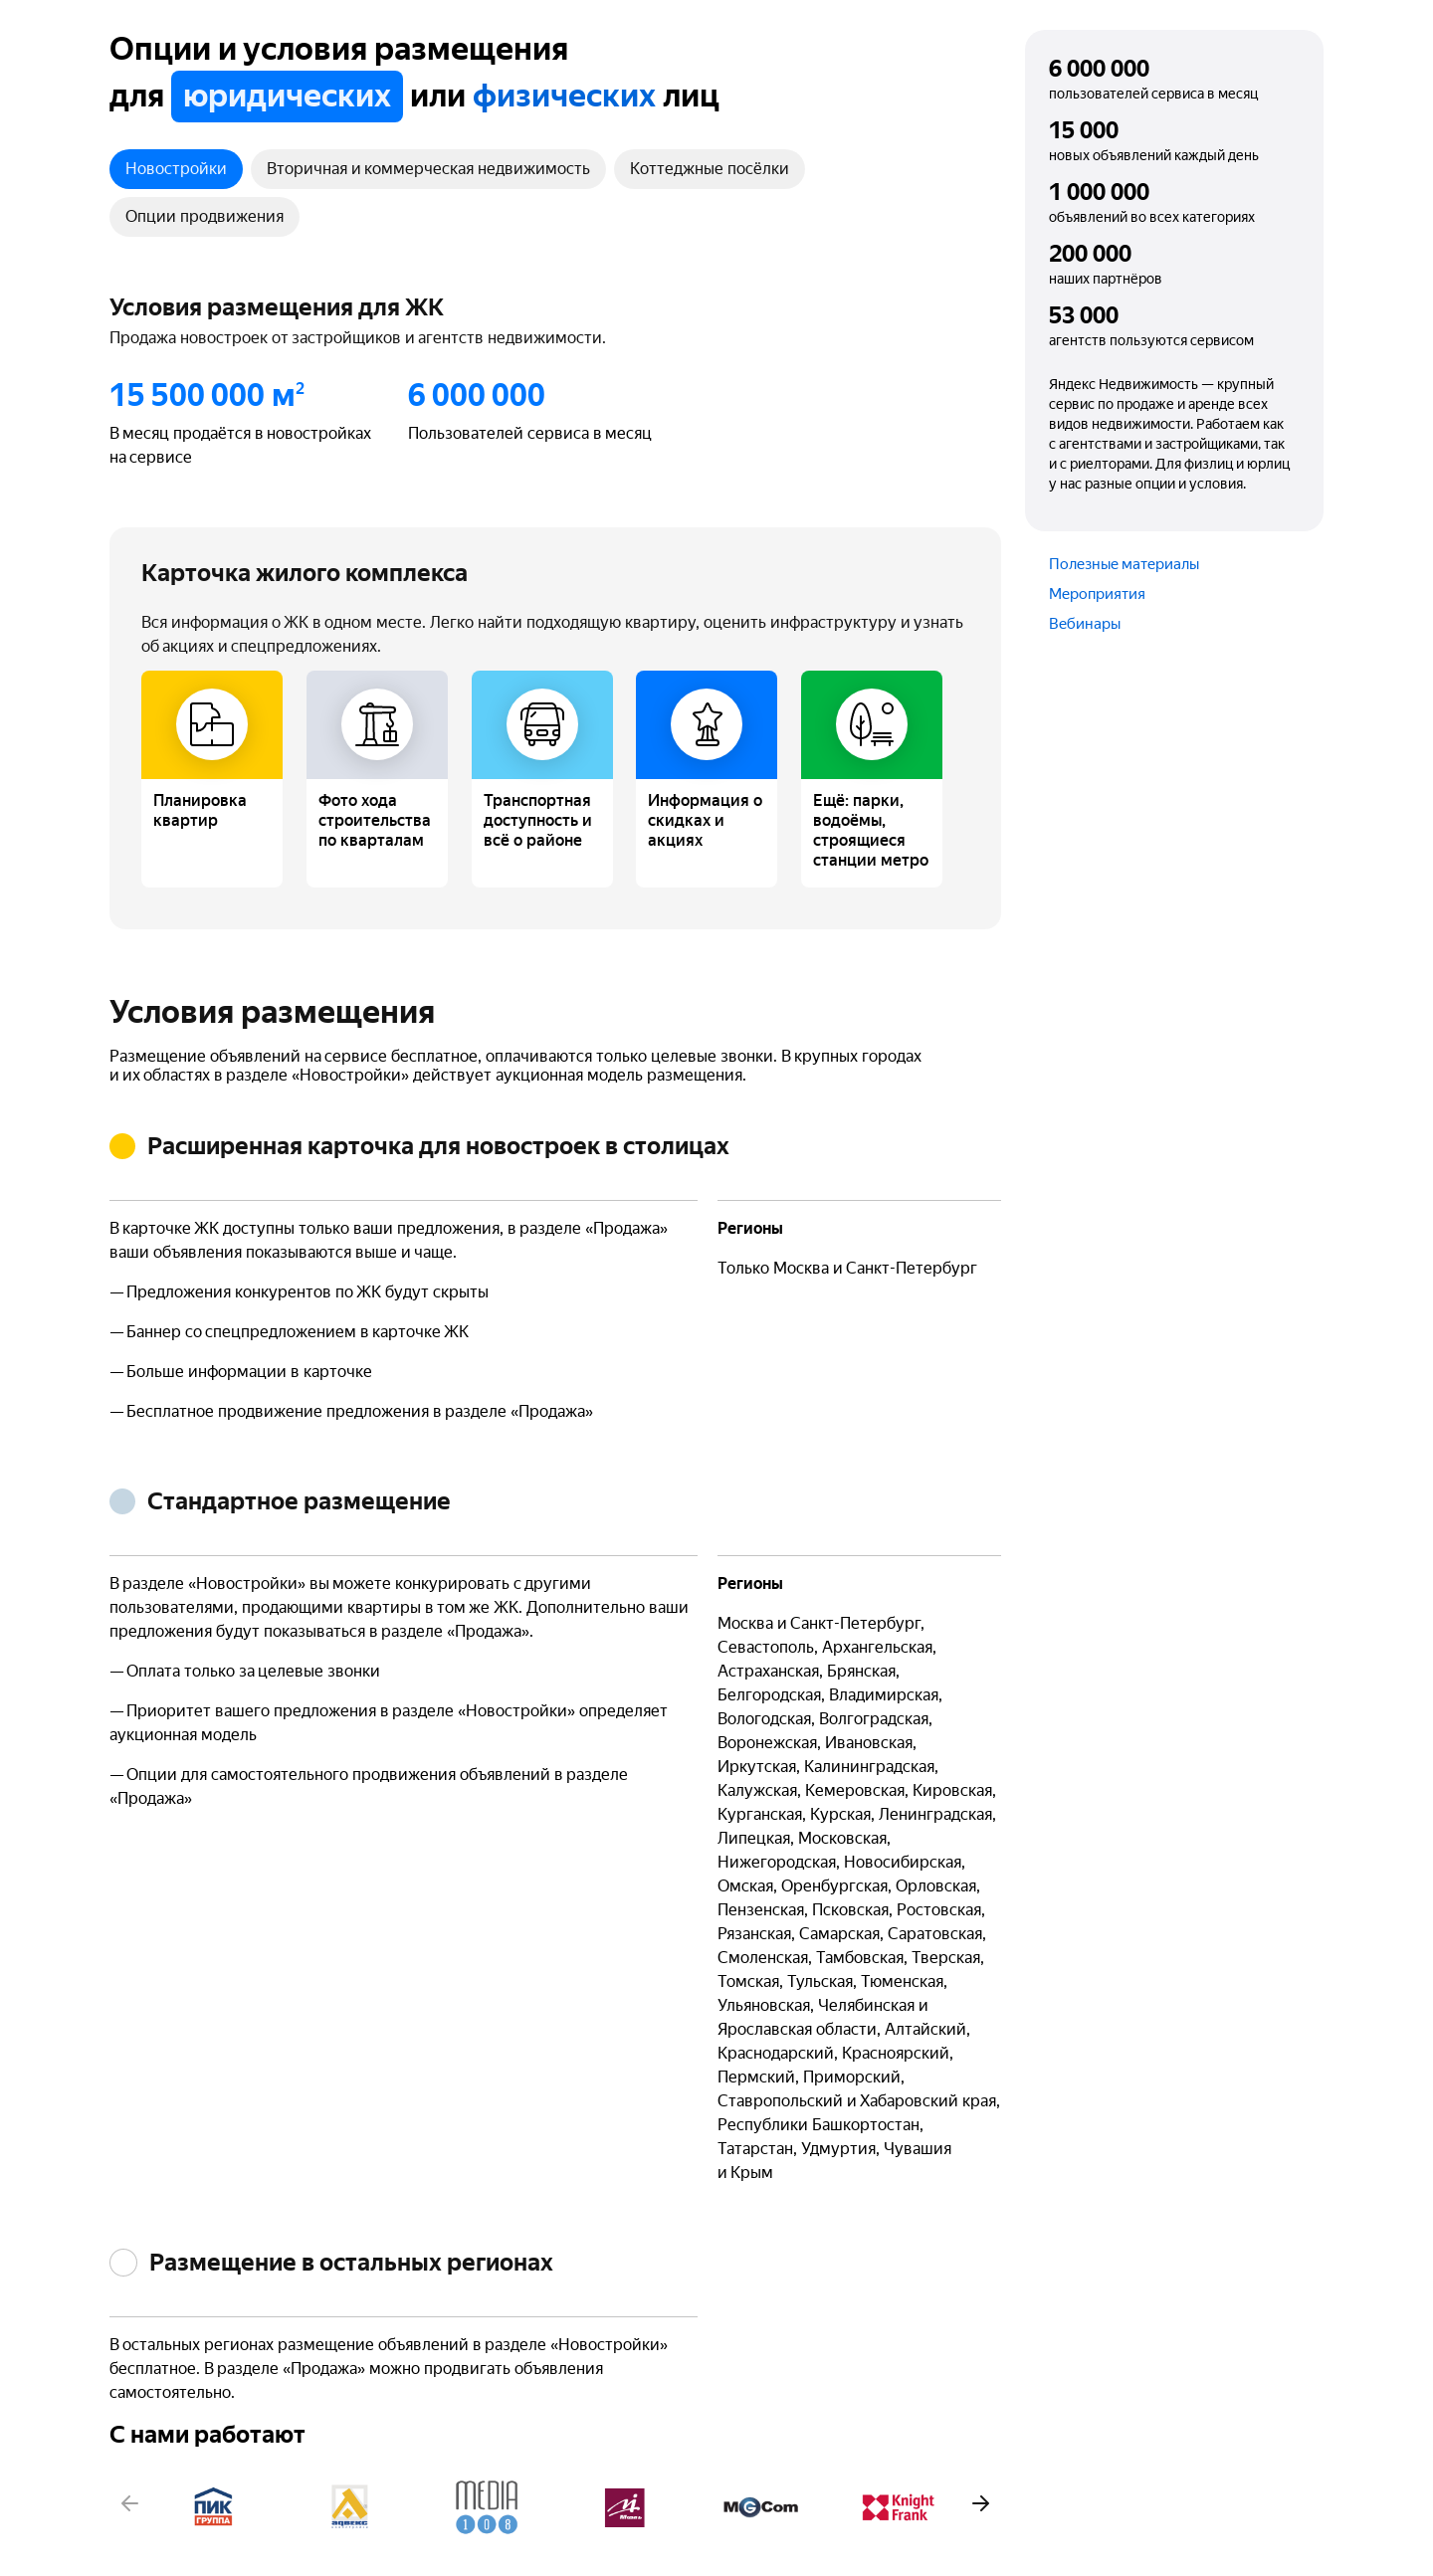 Опции и условия размещения
для юридических или физических лиц
Новостройки
Вторичная и коммерческая недвижимость
Коттеджные посёлки
Опции продвижения
Условия размещения для ЖК
Продажа новостроек от застройщиков и агентств недвижимости.
15 500 000 м²
В месяц продаётся в новостройках
на сервисе
6 000 000
Пользователей сервиса в месяц
Карточка жилого комплекса
Вся информация о ЖК в одном месте. Легко найти подходящую квартиру, оценить инфраструктуру и узнать
об акциях и спецпредложениях.
Планировка
квартир
Фото хода
строительства
по кварталам
Транспортная
доступность и
всё о районе
Информация о
скидках и
акциях
Ещё: парки,
водоёмы,
строящиеся
станции метро
Условия размещения
Размещение объявлений на сервисе бесплатное, оплачиваются только целевые звонки. В крупных городах
и их областях в разделе «Новостройки» действует аукционная модель размещения.
Расширенная карточка для новостроек в столицах
В карточке ЖК доступны только ваши предложения, в разделе «Продажа»
ваши объявления показываются выше и чаще.
— Предложения конкурентов по ЖК будут скрыты
— Баннер со спецпредложением в карточке ЖК
— Больше информации в карточке
— Бесплатное продвижение предложения в разделе «Продажа»
Регионы
Только Москва и Санкт-Петербург
Стандартное размещение
В разделе «Новостройки» вы можете конкурировать с другими
пользователями, продающими квартиры в том же ЖК. Дополнительно ваши
предложения будут показываться в разделе «Продажа».
— Оплата только за целевые звонки
— Приоритет вашего предложения в разделе «Новостройки» определяет
аукционная модель
— Опции для самостоятельного продвижения объявлений в разделе
«Продажа»
Регионы
Москва и Санкт-Петербург,
Севастополь, Архангельская,
Астраханская, Брянская,
Белгородская, Владимирская,
Вологодская, Волгоградская,
Воронежская, Ивановская,
Иркутская, Калининградская,
Калужская, Кемеровская, Кировская,
Курганская, Курская, Ленинградская,
Липецкая, Московская,
Нижегородская, Новосибирская,
Омская, Оренбургская, Орловская,
Пензенская, Псковская, Ростовская,
Рязанская, Самарская, Саратовская,
Смоленская, Тамбовская, Тверская,
Томская, Тульская, Тюменская,
Ульяновская, Челябинская и
Ярославская области, Алтайский,
Краснодарский, Красноярский,
Пермский, Приморский,
Ставропольский и Хабаровский края,
Республики Башкортостан,
Татарстан, Удмуртия, Чувашия
и Крым
Размещение в остальных регионах
В остальных регионах размещение объявлений в разделе «Новостройки»
бесплатное. В разделе «Продажа» можно продвигать объявления
самостоятельно.
С нами работают
ПИК
ГРУППА
адвекс
MEDIA
108
Миэль
MGCom
Knight
Frank
6 000 000
пользователей сервиса в месяц
15 000
новых объявлений каждый день
1 000 000
объявлений во всех категориях
200 000
наших партнёров
53 000
агентств пользуются сервисом
Яндекс Недвижимость — крупный
сервис по продаже и аренде всех
видов недвижимости. Работаем как
с агентствами и застройщиками, так
и с риелторами. Для физлиц и юрлиц
у нас разные опции и условия.
Полезные материалы
Мероприятия
Вебинары